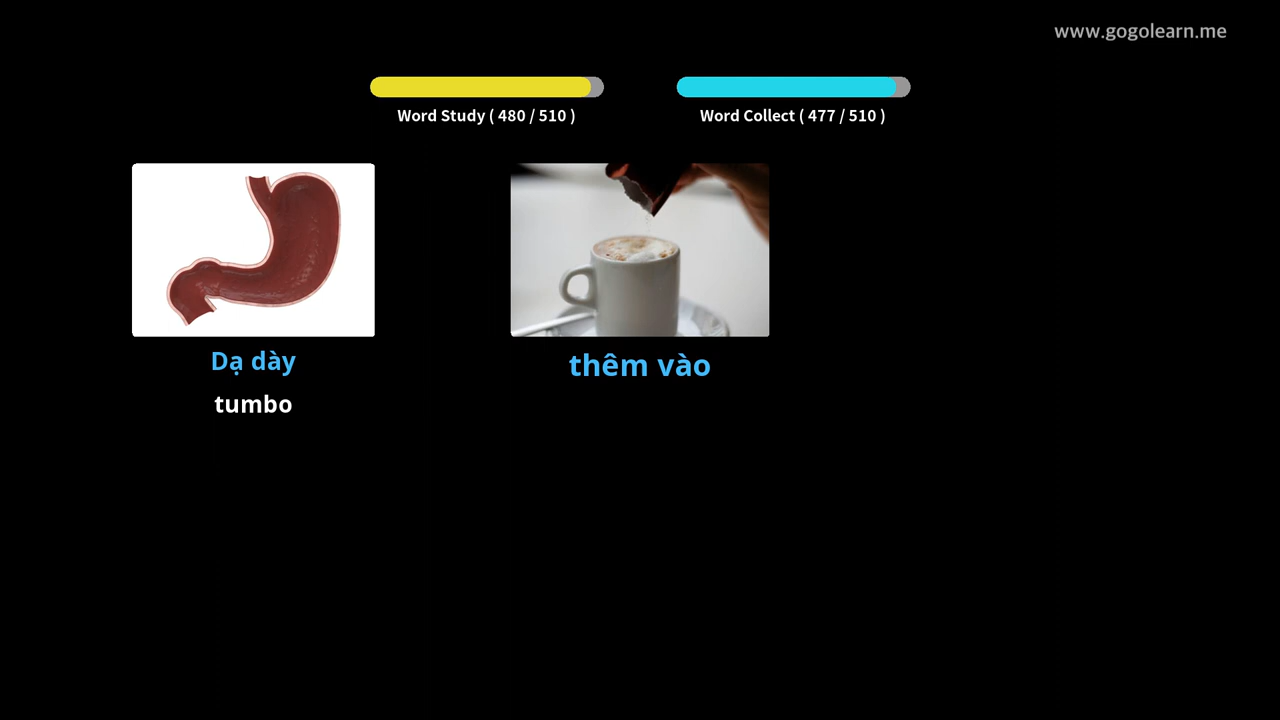 www.gogolearn.me
Word Study ( 480 / 510 )
Word Collect ( 477 / 510 )
Dạ dày
tumbo
thêm vào